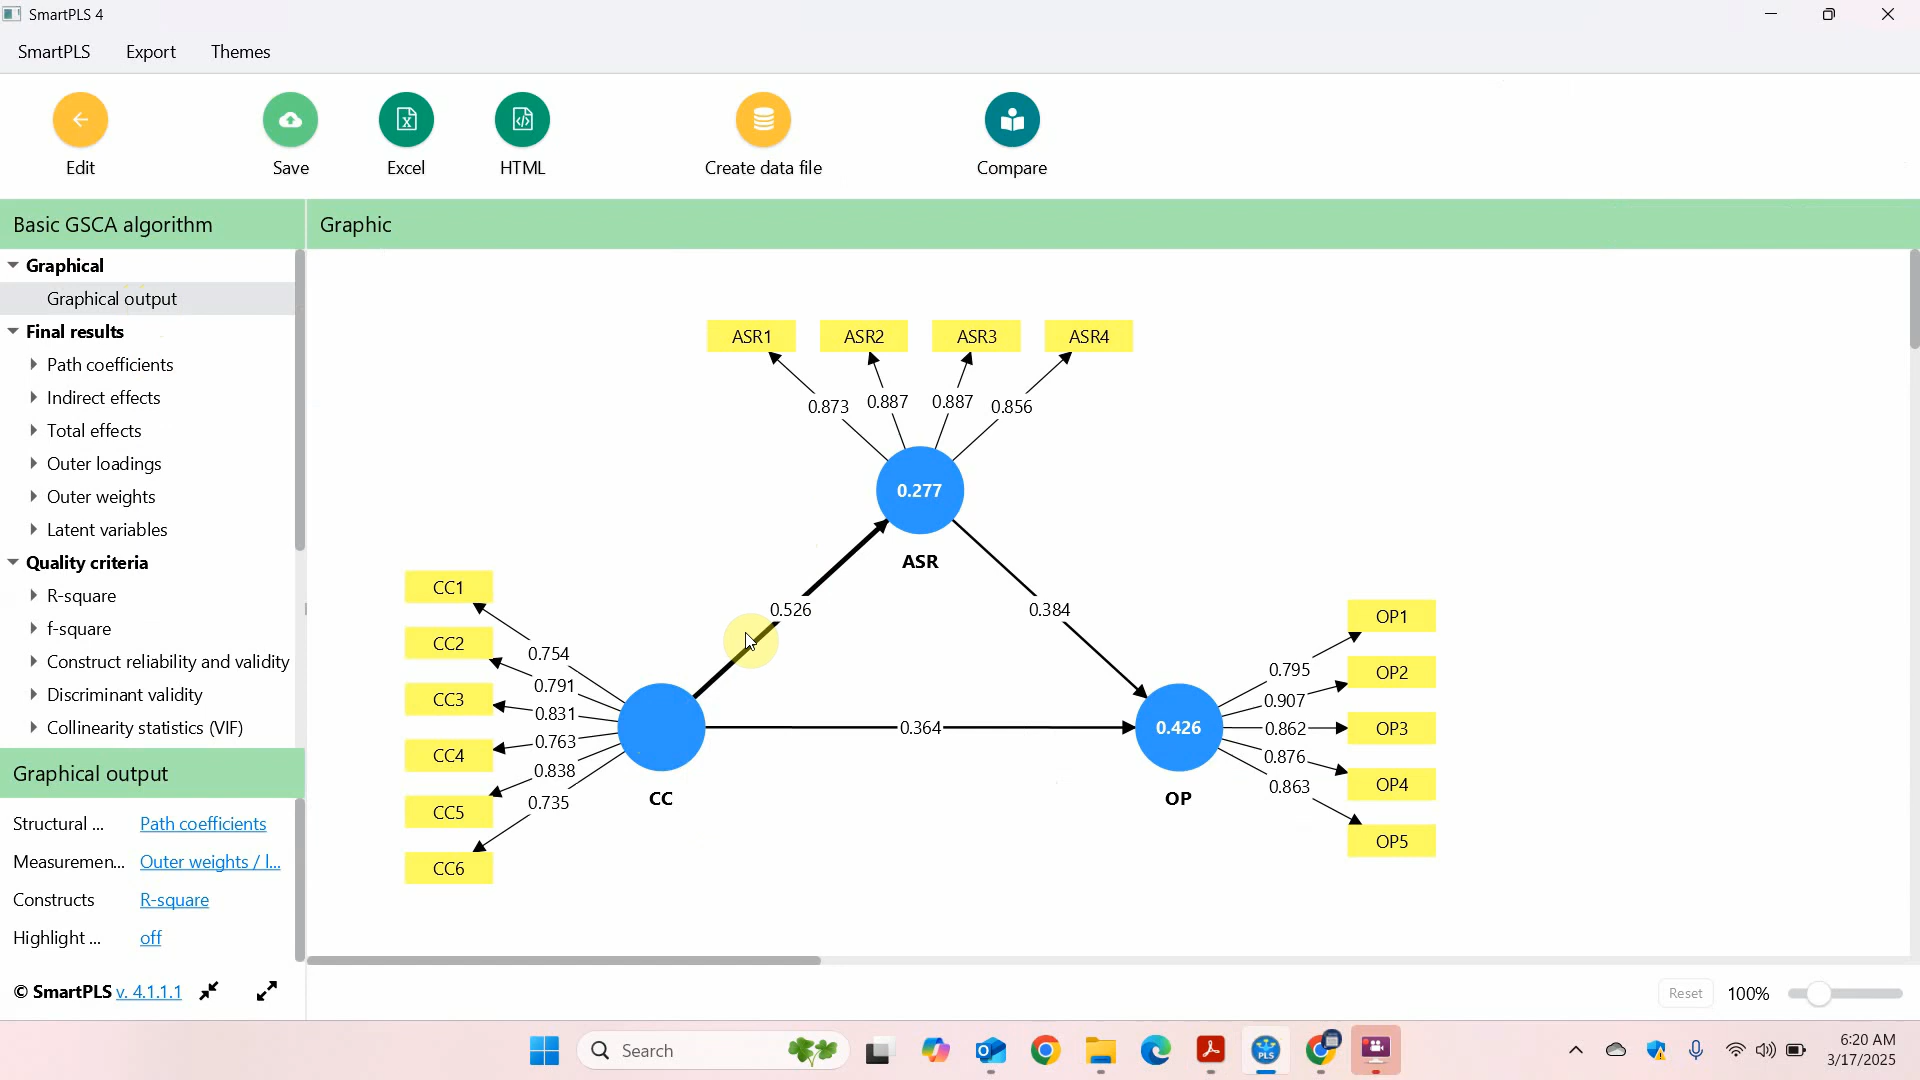 SmartPLS 4
SmartPLS Export Themes
Edit Save Excel HTML Create data file Compare
Basic GSCA algorithm
Graphical
Graphical output
Final results
Path coefficients
Indirect effects
Total effects
Outer loadings
Outer weights
Latent variables
Quality criteria
R-square
f-square
Construct reliability and validity
Discriminant validity
Collinearity statistics (VIF)
Graphical output
Structural ... Path coefficients
Measuremen... Outer weights / l...
Constructs R-square
Highlight ... off
© SmartPLS v. 4.1.1.1
Graphic
ASR1 ASR2 ASR3 ASR4
0.873 0.887 0.887 0.856
0.277
ASR
0.526 0.384
CC1
CC2
CC3
CC4
CC5
CC6
0.754
0.791
0.831
0.763
0.838
0.735
CC
0.364
0.426
OP
0.795
0.907
0.862
0.876
0.863
OP1
OP2
OP3
OP4
OP5
Reset 100%
Search
PLS
6:20 AM
3/17/2025